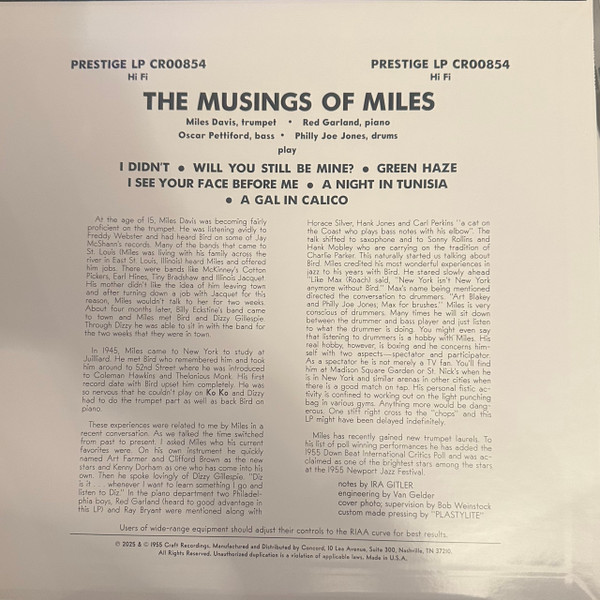 PRESTIGE LP CR00854
Hi Fi
PRESTIGE LP CR00854
Hi Fi
THE MUSINGS OF MILES
Miles Davis, trumpet • Red Garland, piano
Oscar Pettiford, bass • Philly Joe Jones, drums
play
I DIDN'T • WILL YOU STILL BE MINE? • GREEN HAZE
I SEE YOUR FACE BEFORE ME • A NIGHT IN TUNISIA
• A GAL IN CALICO
At the age of 15, Miles Davis was becoming fairly
proficient on the trumpet. He was listening avidly to
Freddy Webster and had heard Bird on some of Jay
McShann's records. Many of the bands that came to
St. Louis (Miles was living with his family across the
river in East St. Louis, Illinois) heard Miles and offered
him jobs. There were bands like McKinney's Cotton
Pickers, Earl Hines, Tiny Bradshaw and Illinois Jacquet.
His mother didn't like the idea of him leaving town
and after turning down a job with Jacquet for this
reason, Miles wouldn't talk to her for two weeks.
About four months later, Billy Eckstine's band came
to town and Miles met Bird and Dizzy Gillespie.
Through Dizzy he was able to sit in with the band for
the two weeks that they were in town.
In 1945, Miles came to New York to study at
Juilliard. He met Bird who remembered him and took
him around to 52nd Street where he was introduced
to Coleman Hawkins and Thelonious Monk. His first
record date with Bird upset him completely. He was
so nervous that he couldn't play on Ko Ko and Dizzy
had to do the trumpet part as well as back Bird on
piano.
These experiences were related to me by Miles in a
recent conversation. As we talked the time switched
from past to present. I asked Miles who his current
favorites were. On his own instrument he quickly
named Art Farmer and Clifford Brown as the new
stars and Kenny Dorham as one who has come into his
own. Then he spoke lovingly of Dizzy Gillespie. "Diz
is it . . . whenever I want to learn something I go and
listen to Diz." In the piano department two Philadel-
phia boys, Red Garland (heard to good advantage in
this LP) and Ray Bryant were mentioned along with
Horace Silver, Hank Jones and Carl Perkins "a cat on
the Coast who plays bass notes with his elbow". The
talk shifted to saxophone and to Sonny Rollins and
Hank Mobley who are carrying on the tradition of
Charlie Parker. This naturally started us talking about
Bird. Miles credited his most wonderful experiences in
jazz to his years with Bird. He stared slowly ahead
"Like Max (Roach) said, "New York isn't New York
anymore without Bird." Max's name being mentioned
directed the conversation to drummers. "Art Blakey
and Philly Joe Jones; Max for brushes." Miles is very
conscious of drummers. Many times he will sit down
between the drummer and bass player and just listen
to what the drummer is doing. You might even say
that listening to drummers is a hobby with Miles. His
real hobby, however, is boxing and he concerns him-
self with two aspects—spectator and participator.
As a spectator he is not merely a TV fan. You'll find
him at Madison Square Garden or St. Nick's when he
is in New York and similar arenas in other cities when
there is a good match on tap. His personal fistic ac-
tivity is confined to working out on the light punching
bag in various gyms. Anything more would be dang-
erous. One stiff right cross to the "chops" and this
LP might have been delayed indefinitely.
Miles has recently gained new trumpet laurels. To
his list of poll winning performances he has added the
1955 Down Beat International Critics Poll and was ac-
claimed as one of the brightest stars among the stars
at the 1955 Newport Jazz Festival.
notes by IRA GITLER
engineering by Van Gelder
cover photo; supervision by Bob Weinstock
custom made pressing by "PLASTYLITE"
Users of wide-range equipment should adjust their controls to the RIAA curve for best results.
℗ 2025 & © 1955 Craft Recordings, Manufactured and Distributed by Concord, 10 Lea Avenue, Suite 300, Nashville, TN 37210.
All Rights Reserved. Unauthorized duplication is a violation of applicable laws. Made in U.S.A.